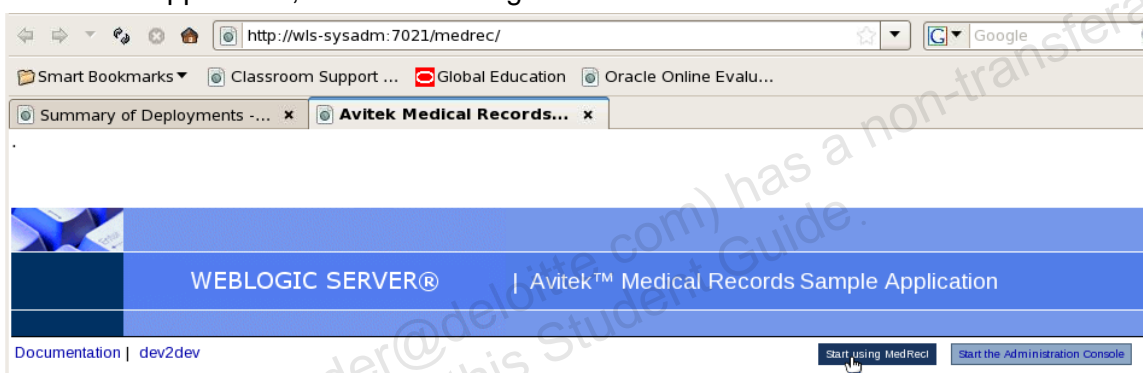 http://wls-sysadm:7021/medrec/
Google
Smart Bookmarks
Classroom Support ...
Global Education
Oracle Online Evalu...
Summary of Deployments -...
Avitek Medical Records...
has a non-transfera
WEBLOGIC SERVER® | Avitek™ Medical Records Sample Application
der@deloitte.com)
this Student Guide.
Documentation | dev2dev
Start using MedRec!
Start the Administration Console